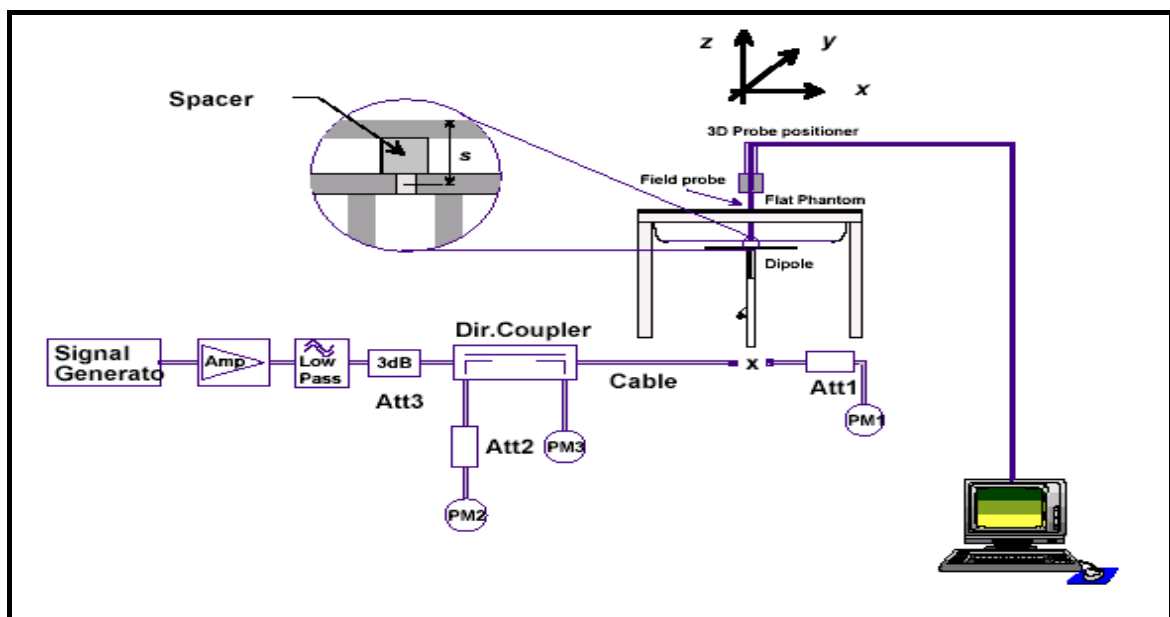 z
y
x
Spacer
s
3D Probe positioner
Field probe
Flat Phantom
Dipole
Dir.Coupler
Signal
Generato
Amp
Low
Pass
3dB
Att3
Cable
x
Att1
PM1
Att2
PM3
PM2